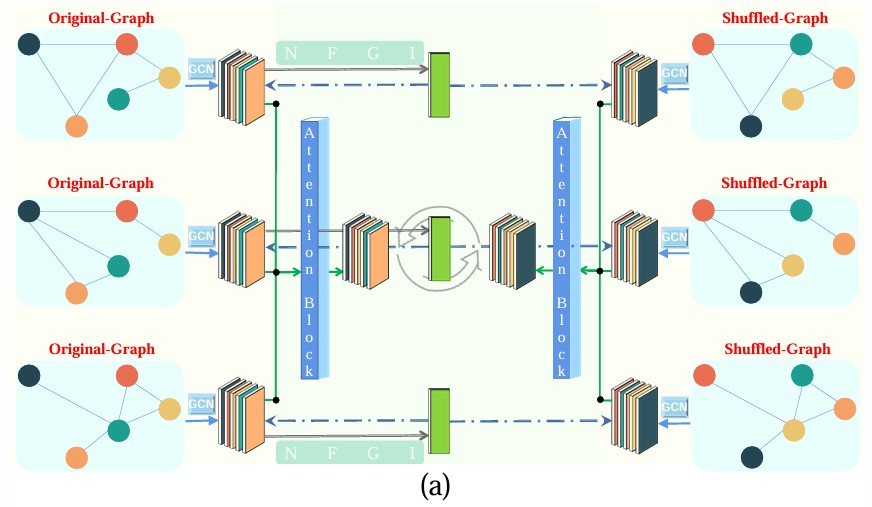 Original-Graph
Shuffled-Graph
N F G I
GCN
GCN
Original-Graph
Shuffled-Graph
Attention Block
Attention Block
GCN
GCN
Original-Graph
Shuffled-Graph
GCN
GCN
N F G I
(a)